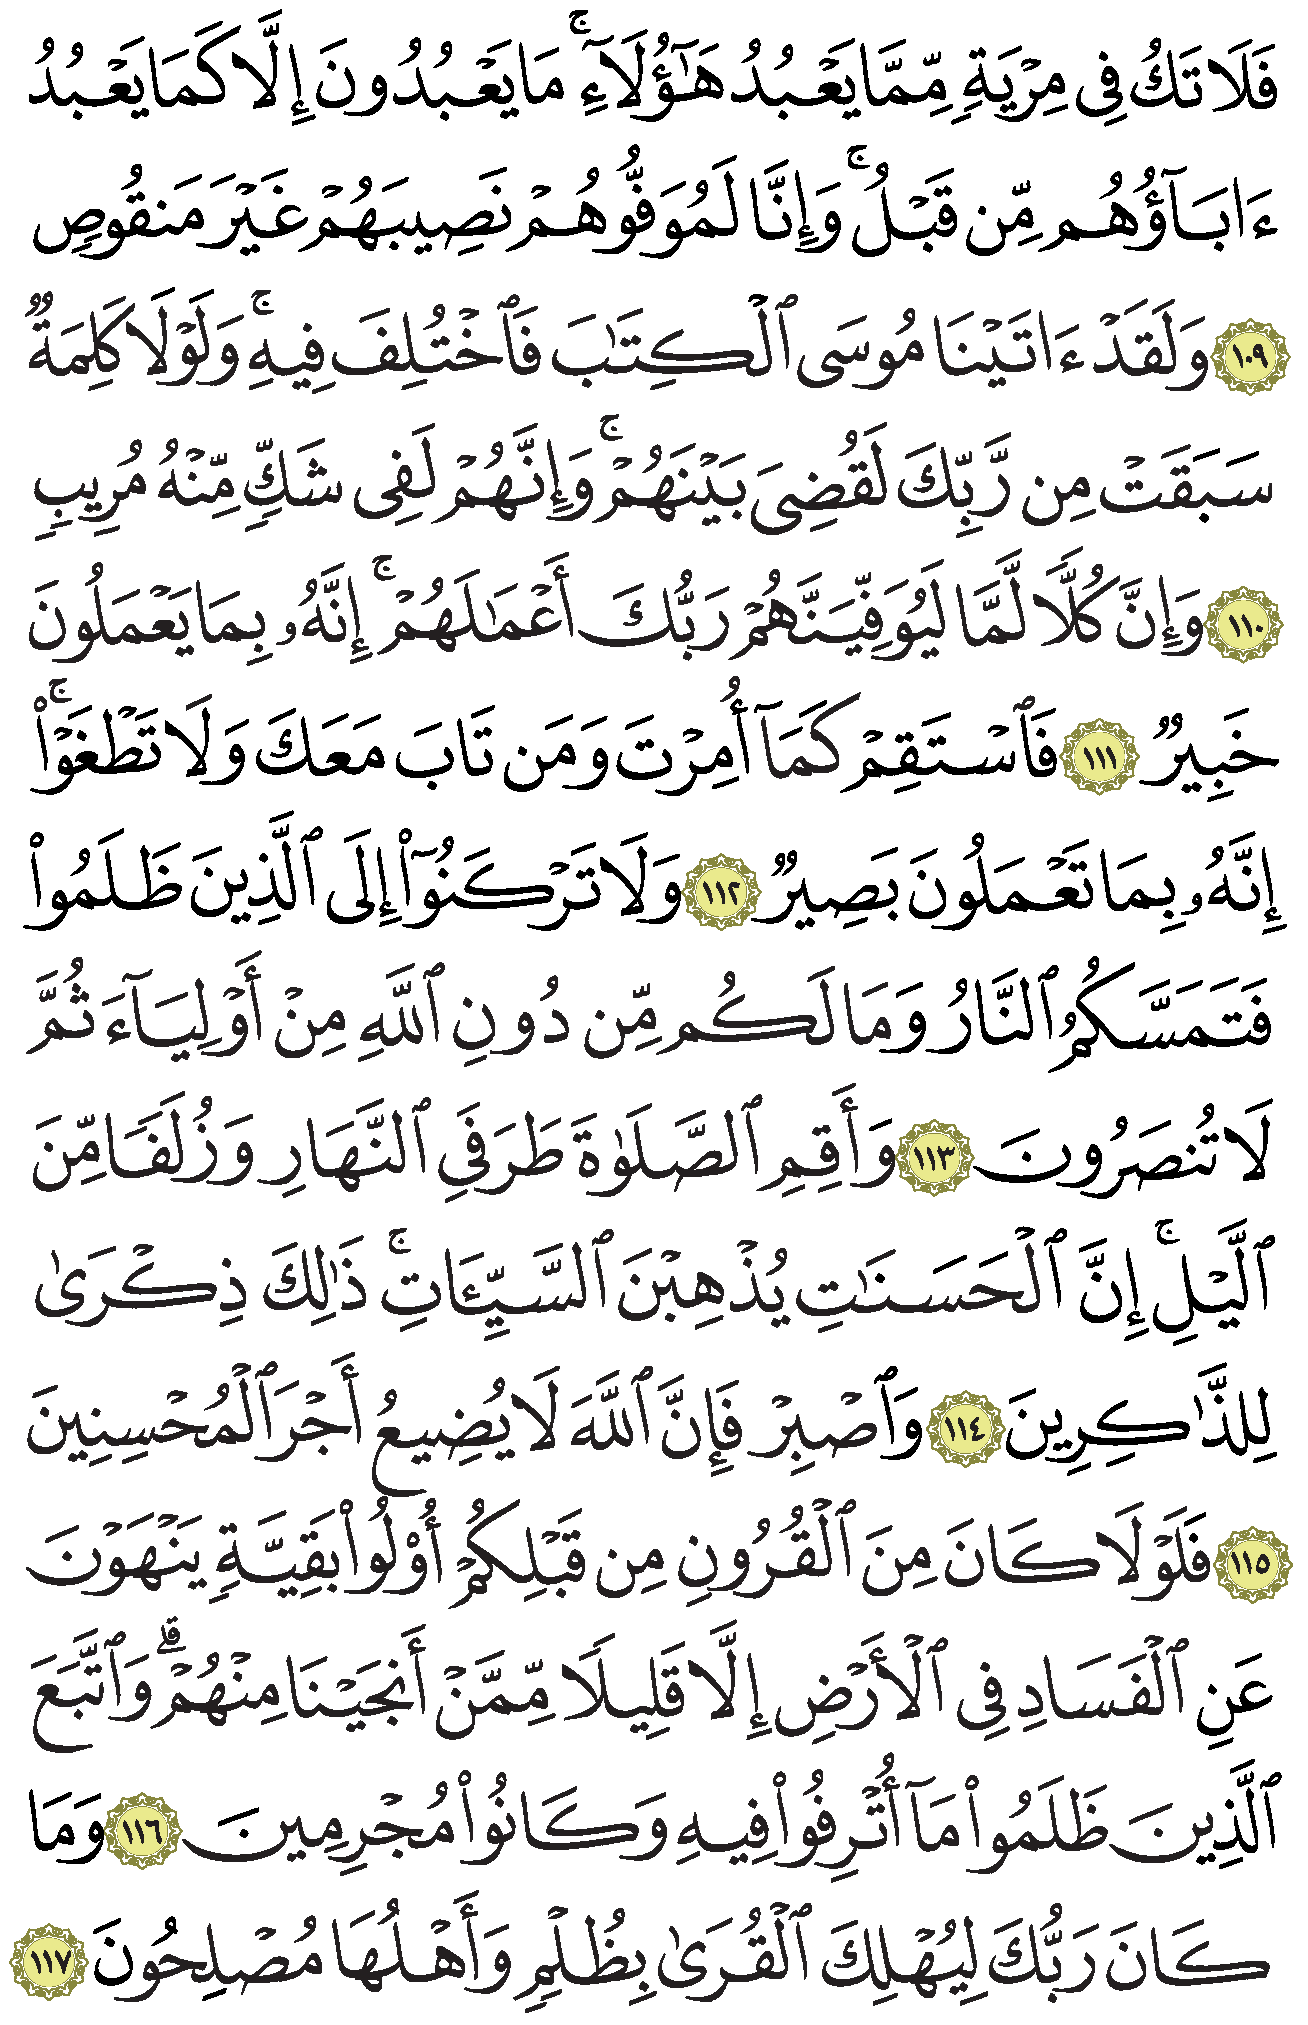 فَلَا تَكُ فِى مِرْيَةٍ مِّمَّا يَعْبُدُ هَٰٓؤُلَآءِ ۚ مَا يَعْبُدُونَ إِلَّا كَمَا يَعْبُدُ
ءَابَآؤُهُم مِّن قَبْلُ ۚ وَإِنَّا لَمُوَفُّوهُمْ نَصِيبَهُمْ غَيْرَ مَنقُوصٍ
١٠٩ وَلَقَدْ ءَاتَيْنَا مُوسَى ٱلْكِتَٰبَ فَٱخْتُلِفَ فِيهِ ۚ وَلَوْلَا كَلِمَةٌ
سَبَقَتْ مِن رَّبِّكَ لَقُضِىَ بَيْنَهُمْ ۚ وَإِنَّهُمْ لَفِى شَكٍّ مِّنْهُ مُرِيبٍ
١١٠ وَإِنَّ كُلًّا لَّمَّا لَيُوَفِّيَنَّهُمْ رَبُّكَ أَعْمَٰلَهُمْ ۚ إِنَّهُۥ بِمَا يَعْمَلُونَ
خَبِيرٌ ١١١ فَٱسْتَقِمْ كَمَآ أُمِرْتَ وَمَن تَابَ مَعَكَ وَلَا تَطْغَوْا۟ ۚ
إِنَّهُۥ بِمَا تَعْمَلُونَ بَصِيرٌ ١١٢ وَلَا تَرْكَنُوٓا۟ إِلَى ٱلَّذِينَ ظَلَمُوا۟
فَتَمَسَّكُمُ ٱلنَّارُ وَمَا لَكُم مِّن دُونِ ٱللَّهِ مِنْ أَوْلِيَآءَ ثُمَّ
لَا تُنصَرُونَ ١١٣ وَأَقِمِ ٱلصَّلَوٰةَ طَرَفَىِ ٱلنَّهَارِ وَزُلَفًا مِّنَ
ٱلَّيْلِ ۚ إِنَّ ٱلْحَسَنَٰتِ يُذْهِبْنَ ٱلسَّيِّـَٔاتِ ۚ ذَٰلِكَ ذِكْرَىٰ
لِلذَّٰكِرِينَ ١١٤ وَٱصْبِرْ فَإِنَّ ٱللَّهَ لَا يُضِيعُ أَجْرَ ٱلْمُحْسِنِينَ
١١٥ فَلَوْلَا كَانَ مِنَ ٱلْقُرُونِ مِن قَبْلِكُمْ أُو۟لُوا۟ بَقِيَّةٍ يَنْهَوْنَ
عَنِ ٱلْفَسَادِ فِى ٱلْأَرْضِ إِلَّا قَلِيلًا مِّمَّنْ أَنجَيْنَا مِنْهُمْ ۗ وَٱتَّبَعَ
ٱلَّذِينَ ظَلَمُوا۟ مَآ أُتْرِفُوا۟ فِيهِ وَكَانُوا۟ مُجْرِمِينَ ١١٦ وَمَا
كَانَ رَبُّكَ لِيُهْلِكَ ٱلْقُرَىٰ بِظُلْمٍ وَأَهْلُهَا مُصْلِحُونَ ١١٧